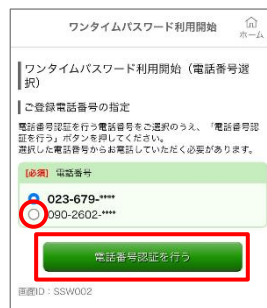 ワンタイムパスワード利用開始
ホーム
ワンタイムパスワード利用開始（電話番号選
択）
ご登録電話番号の指定
電話番号認証を行う電話番号をご選択のうえ、「電話番号認
証を行う」ボタンを押してください。
選択した電話番号からお電話していただく必要があります。
[必須] 電話番号
023-679-****
090-2602-****
電話番号認証を行う
画面ID：SSW002